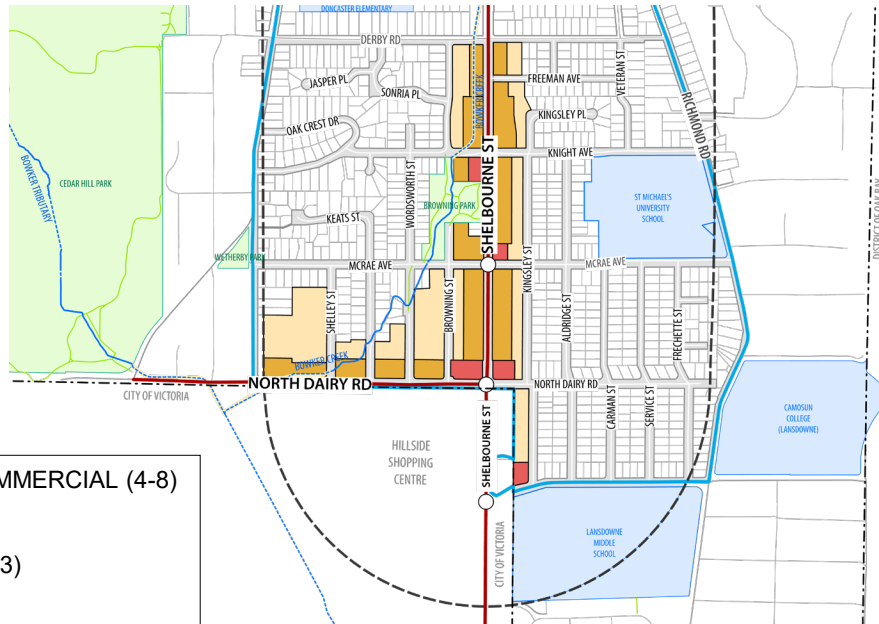 DONCASTER ELEMENTARY
DERBY RD
JASPER PL
SONRIA PL
BOWKER CREEK
FREEMAN AVE
VETERAN ST
KINGSLEY PL
RICHMOND RD
OAK CREST DR
KNIGHT AVE
BOWKER TRIBUTARY
CEDAR HILL PARK
WORDSWORTH ST
SHELBOURNE ST
BROWNING PARK
ST MICHAEL'S
UNIVERSITY
SCHOOL
KEATS ST
DISTRICT OF OAK BAY
WETHERBY PARK
MCRAE AVE
KINGSLEY ST
MCRAE AVE
SHELLEY ST
BROWNING ST
ALDRIDGE ST
FRECHETTE ST
BOWKER CREEK
NORTH DAIRY RD
NORTH DAIRY RD
CITY OF VICTORIA
CARMAN ST
SERVICE ST
CAMOSUN
COLLEGE
(LANSDOWNE)
HILLSIDE
SHOPPING
CENTRE
SHELBOURNE ST
MMERCIAL (4-8)
3)
CITY OF VICTORIA
LANSDOWNE
MIDDLE
SCHOOL